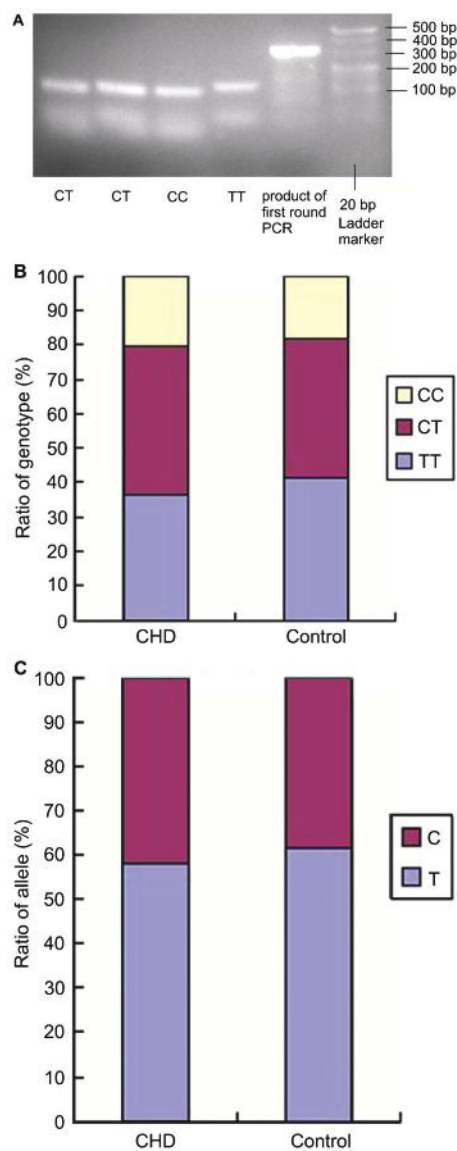 A
500 bp
400 bp
300 bp
200 bp
100 bp
CT CT CC TT
product of
first round
PCR
20 bp
Ladder
marker
B
Ratio of genotype (%)
100
90
80
70
60
50
40
30
20
10
0
CHD Control
CC
CT
TT
C
Ratio of allele (%)
100
90
80
70
60
50
40
30
20
10
0
CHD Control
C
T